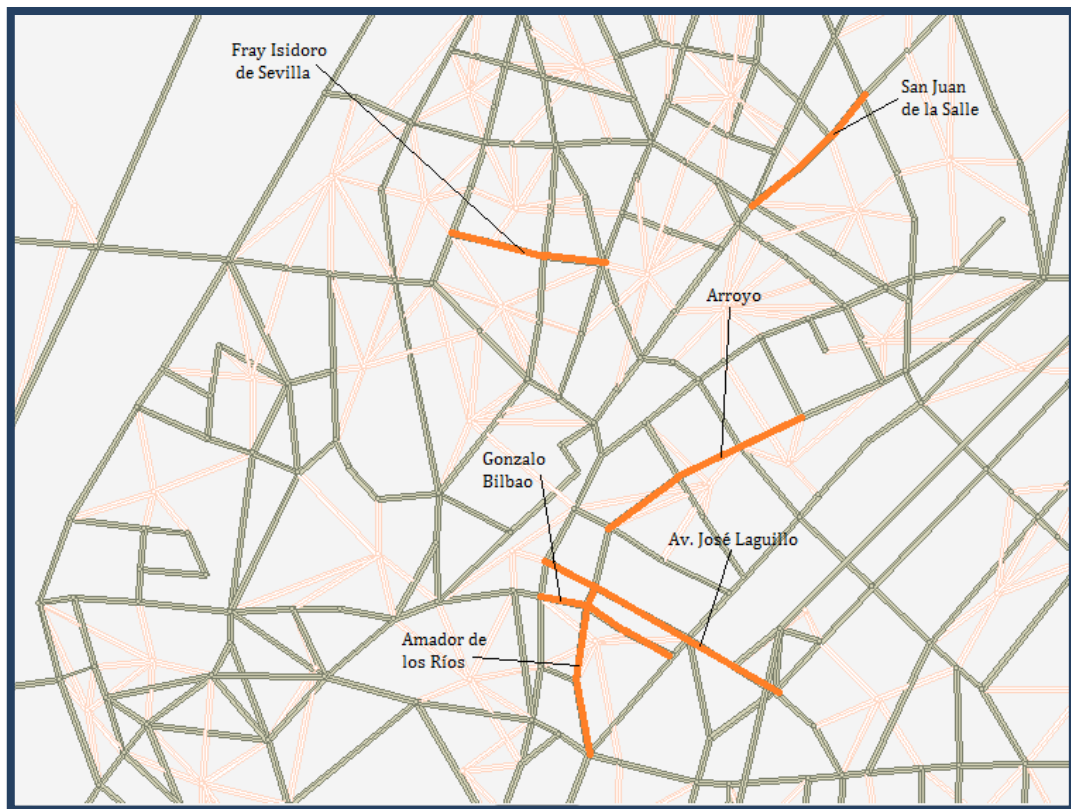 Fray Isidoro
de Sevilla
San Juan
de la Salle
Arroyo
Gonzalo
Bilbao
Av. José Laguillo
Amador de
los Ríos